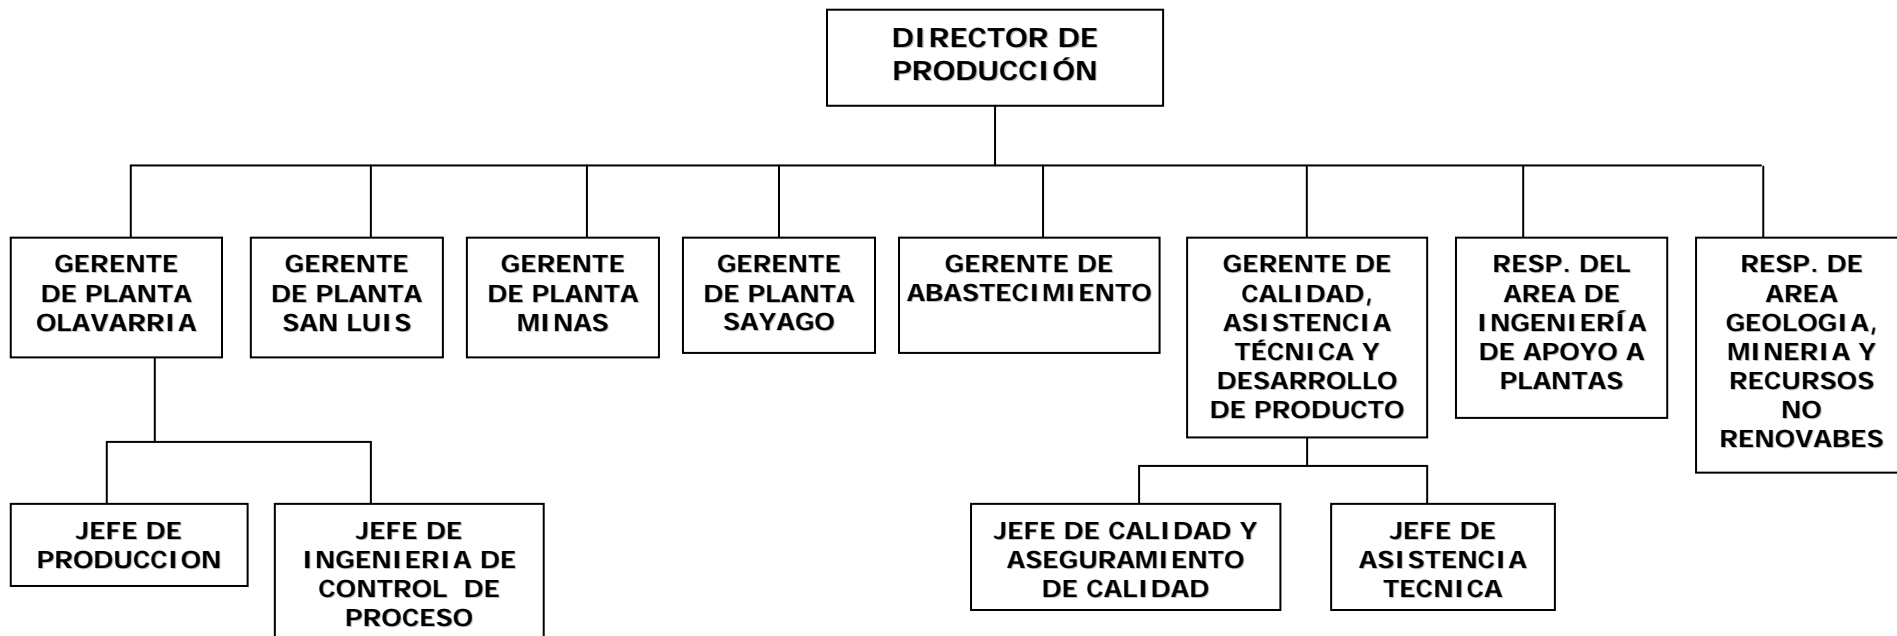 DIRECTOR DE
PRODUCCIÓN
GERENTE
DE PLANTA
OLAVARRIA
GERENTE
DE PLANTA
SAN LUIS
GERENTE
DE PLANTA
MINAS
GERENTE
DE PLANTA
SAYAGO
GERENTE DE
ABASTECIMIENTO
GERENTE DE
CALIDAD,
ASISTENCIA
TÉCNICA Y
DESARROLLO
DE PRODUCTO
RESP. DEL
AREA DE
INGENIERÍA
DE APOYO A
PLANTAS
RESP. DE
AREA
GEOLOGIA,
MINERIA Y
RECURSOS
NO
RENOVABES
JEFE DE
PRODUCCION
JEFE DE
INGENIERIA DE
CONTROL DE
PROCESO
JEFE DE CALIDAD Y
ASEGURAMIENTO
DE CALIDAD
JEFE DE
ASISTENCIA
TECNICA